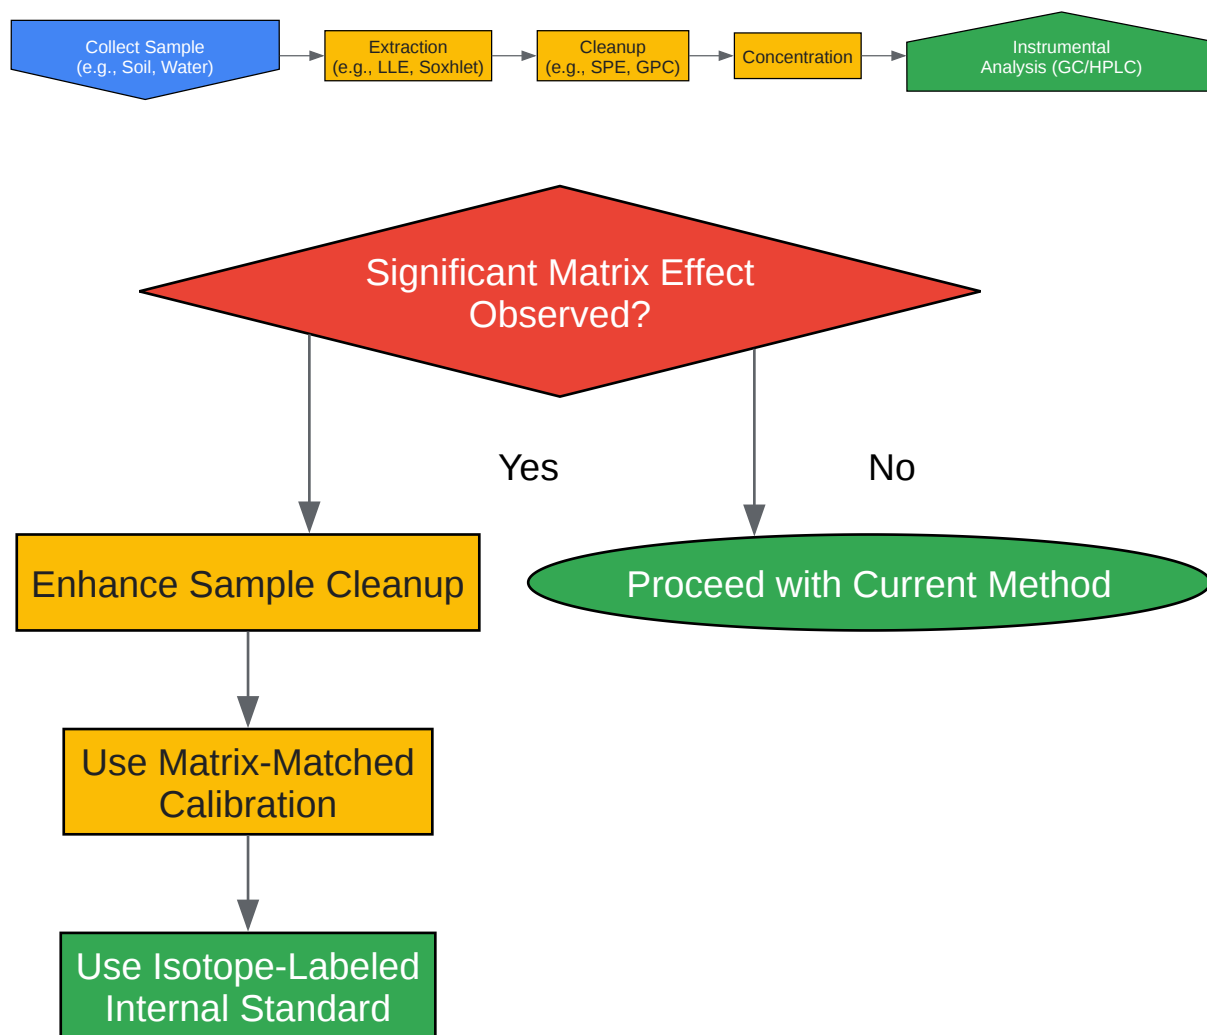 Collect Sample
(e.g., Soil, Water)
Extraction
(e.g., LLE, Soxhlet)
Cleanup
(e.g., SPE, GPC)
Concentration
Instrumental
Analysis (GC/HPLC)
Significant Matrix Effect
Observed?
Yes
No
Enhance Sample Cleanup
Proceed with Current Method
Use Matrix-Matched
Calibration
Use Isotope-Labeled
Internal Standard